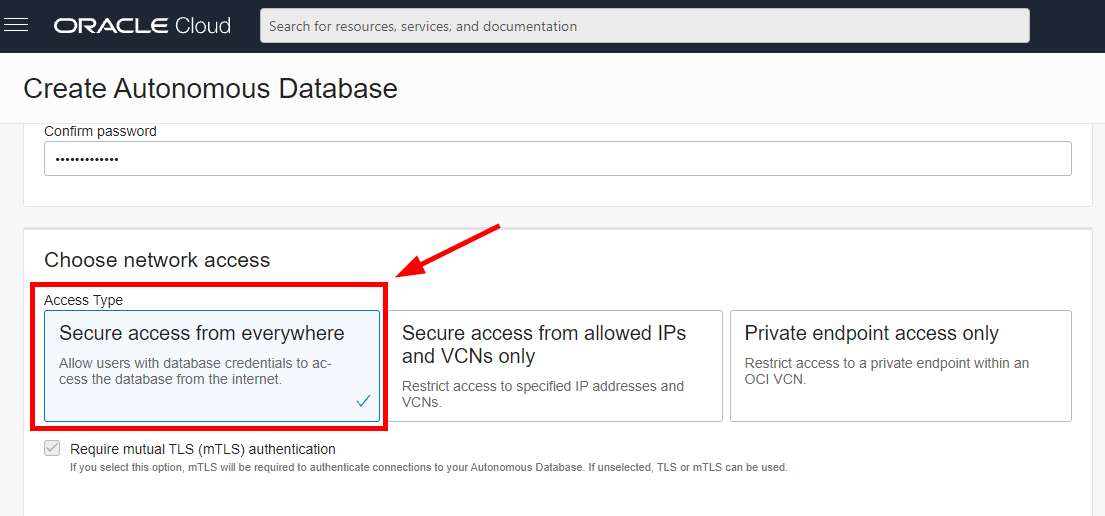 ORACLE Cloud
Search for resources, services, and documentation
Create Autonomous Database
Confirm password
•••••••••••••
Choose network access
Access Type
Secure access from everywhere
Allow users with database credentials to ac-
cess the database from the internet.
Secure access from allowed IPs
and VCNs only
Restrict access to specified IP addresses and
VCNs.
Private endpoint access only
Restrict access to a private endpoint within an
OCI VCN.
Require mutual TLS (mTLS) authentication
If you select this option, mTLS will be required to authenticate connections to your Autonomous Database. If unselected, TLS or mTLS can be used.